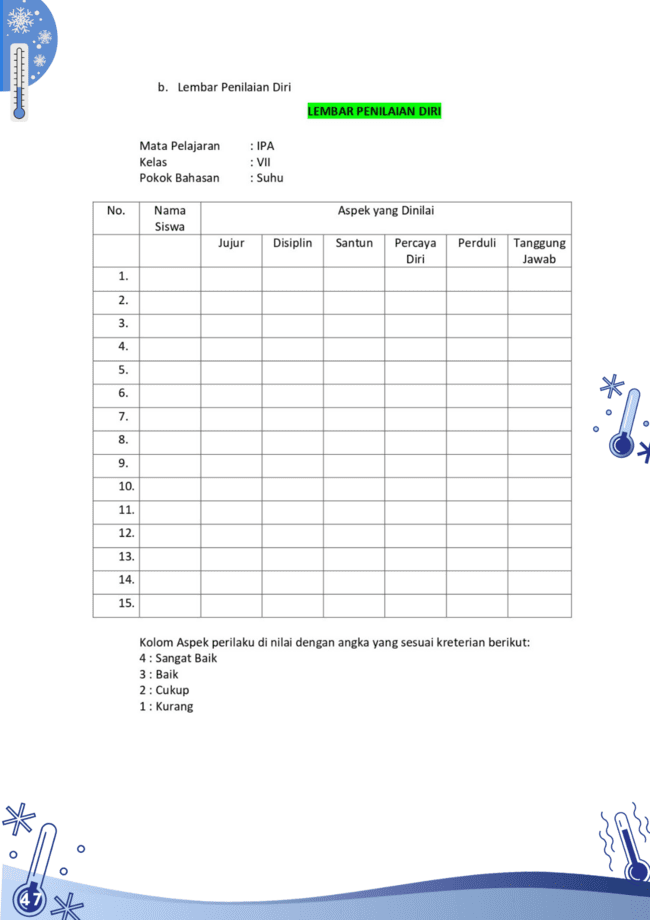 b. Lembar Penilaian Diri
LEMBAR PENILAIAN DIRI
Mata Pelajaran : IPA
Kelas : VII
Pokok Bahasan : Suhu
No. Nama Siswa Aspek yang Dinilai
Jujur Disiplin Santun Percaya Diri Perduli Tanggung Jawab
1.
2.
3.
4.
5.
6.
7.
8.
9.
10.
11.
12.
13.
14.
15.
Kolom Aspek perilaku di nilai dengan angka yang sesuai kreterian berikut:
4 : Sangat Baik
3 : Baik
2 : Cukup
1 : Kurang
47